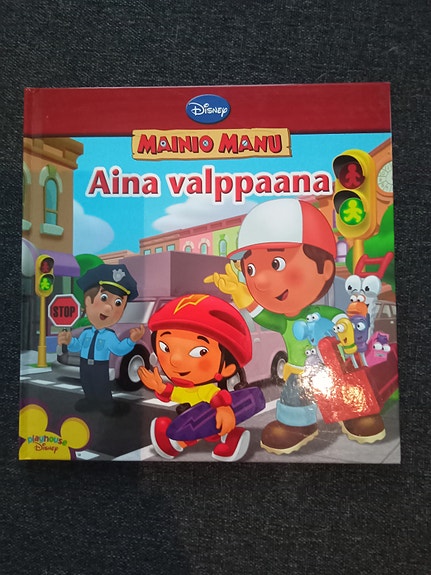 Disney
MAINIO MANU
Aina valppaana
STOP
playhouse
Disney